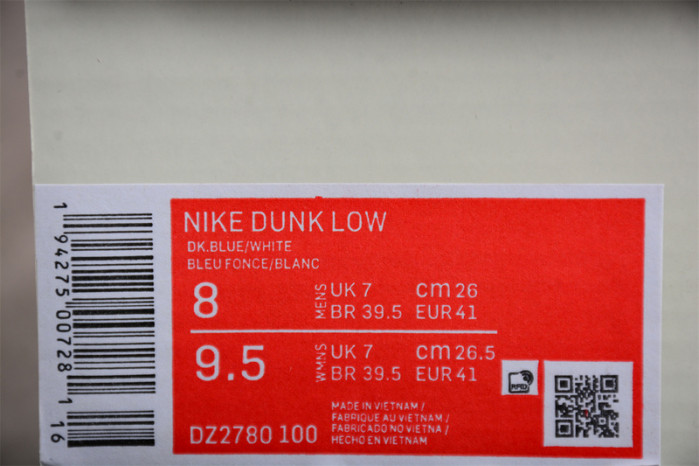 NIKE DUNK LOW
DK.BLUE/WHITE
BLEU FONCE/BLANC
8 MENS UK 7 cm 26
BR 39.5 EUR 41
9.5 WMNS UK 7 cm 26.5
BR 39.5 EUR 41
RFID
MADE IN VIETNAM /
FABRIQUE AU VIETNAM /
FABRICADO NO VIETNA /
HECHO EN VIETNAM
DZ2780 100
1 94275 00728 1 16